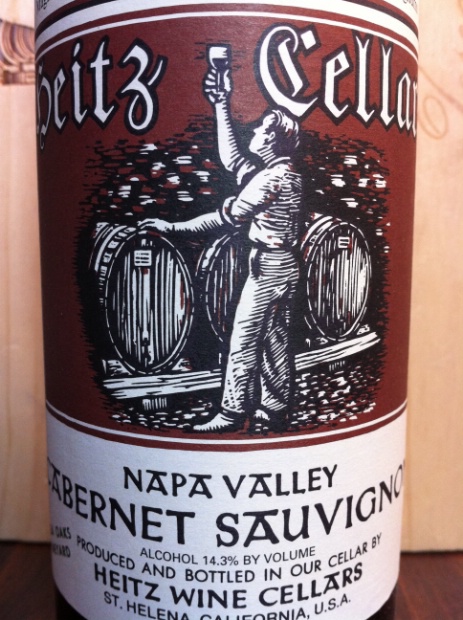 Heitz Cellar
NAPA VALLEY
CABERNET SAUVIGNON
OAKS
PRODUCED AND BOTTLED IN OUR CELLAR BY
ALCOHOL 14.3% BY VOLUME
HEITZ WINE CELLARS
ST. HELENA, CALIFORNIA, U.S.A.